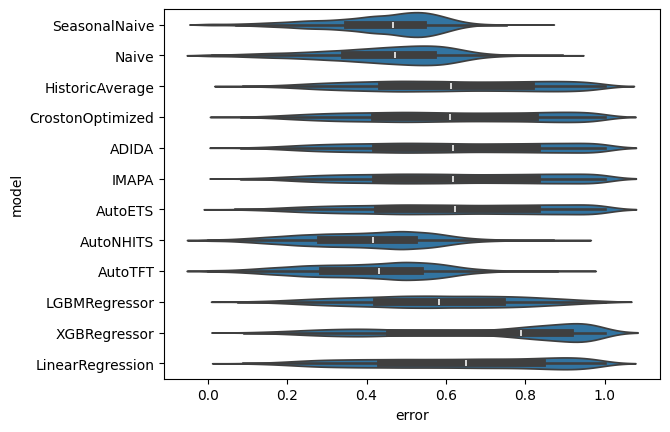 SeasonalNaive
Naive
HistoricAverage
CrostonOptimized
ADIDA
IMAPA
AutoETS
AutoNHITS
AutoTFT
LGBMRegressor
XGBRegressor
LinearRegression
model
0.0 0.2 0.4 0.6 0.8 1.0
error